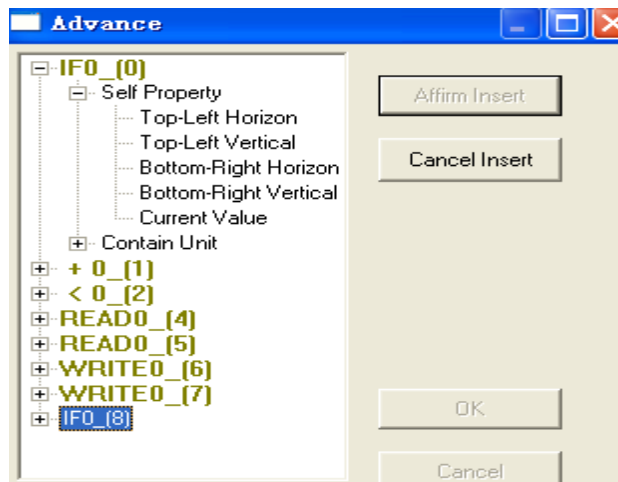 Advance
IF0_(0)
Self Property
Top-Left Horizon
Top-Left Vertical
Bottom-Right Horizon
Bottom-Right Vertical
Current Value
Contain Unit
+ 0_(1)
< 0_(2)
READ0_(4)
READ0_(5)
WRITE0_(6)
WRITE0_(7)
IF0_(8)
Affirm Insert
Cancel Insert
OK
Cancel